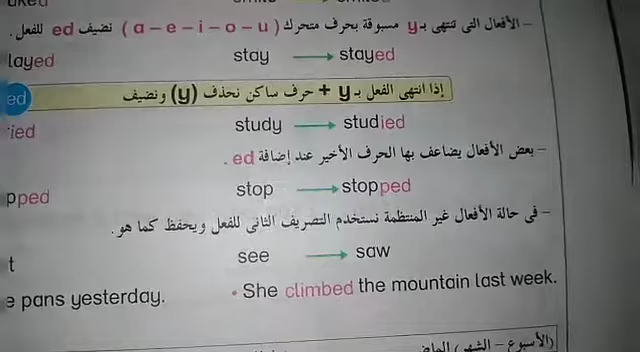 – الأفعال التى تنتهى بـ y مسبوقة بحرف متحرك ( a – e – i – o – u ) نضيف ed للفعل.
layed stay → stayed
إذا انتهى الفعل بـ y + حرف ساكن نحذف (y) ونضيف ed
ied study → studied
– بعض الأفعال يضاعف بها الحرف الأخير عند إضافة ed .
pped stop → stopped
– فى حالة الأفعال غير المنتظمة نستخدم التصريف الثانى للفعل ويحفظ كما هو.
t see → saw
e pans yesterday. • She climbed the mountain last week.
(الأسبوع – الشهر)